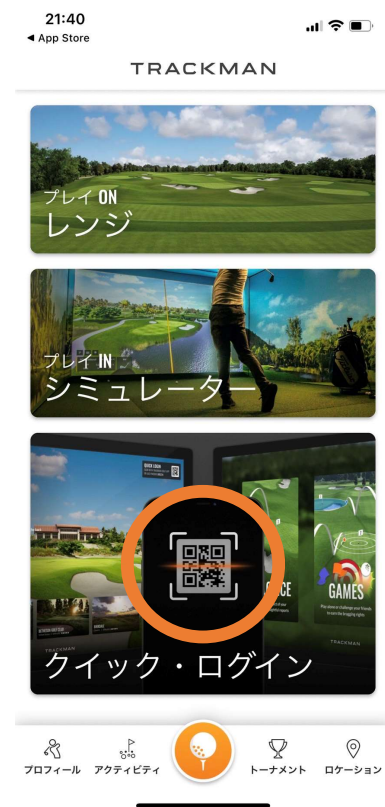 21:40
◀ App Store
TRACKMAN
プレイ ON
レンジ
プレイ IN
シミュレーター
QUICK LOGIN
GAMES
TRACKMAN
TRACKMAN
クイック・ログイン
プロフィール
アクティビティ
トーナメント
ロケーション